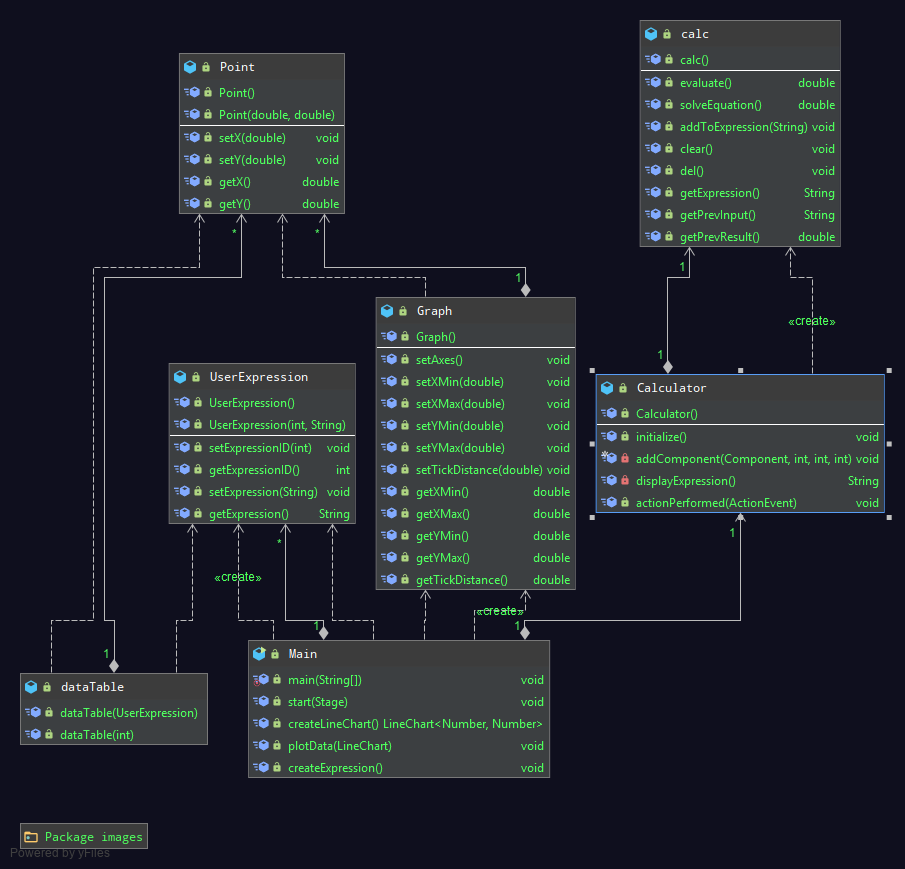 calc
calc()
evaluate() double
solveEquation() double
addToExpression(String) void
clear() void
del() void
getExpression() String
getPrevInput() String
getPrevResult() double
Point
Point()
Point(double, double)
setX(double) void
setY(double) void
getX() double
getY() double
*
*
1
1
Graph
Graph()
setAxes() void
setXMin(double) void
setXMax(double) void
setYMin(double) void
setYMax(double) void
setTickDistance(double) void
getXMin() double
getXMax() double
getYMin() double
getYMax() double
getTickDistance() double
«create»
1
Calculator
Calculator()
initialize() void
addComponent(Component, int, int, int) void
displayExpression() String
actionPerformed(ActionEvent) void
1
UserExpression
UserExpression()
UserExpression(int, String)
setExpressionID(int) void
getExpressionID() int
setExpression(String) void
getExpression() String
*
«create»
«create»
1
1
1
Main
main(String[]) void
start(Stage) void
createLineChart() LineChart<Number, Number>
plotData(LineChart) void
createExpression() void
dataTable
dataTable(UserExpression)
dataTable(int)
Package images
Powered by yFiles